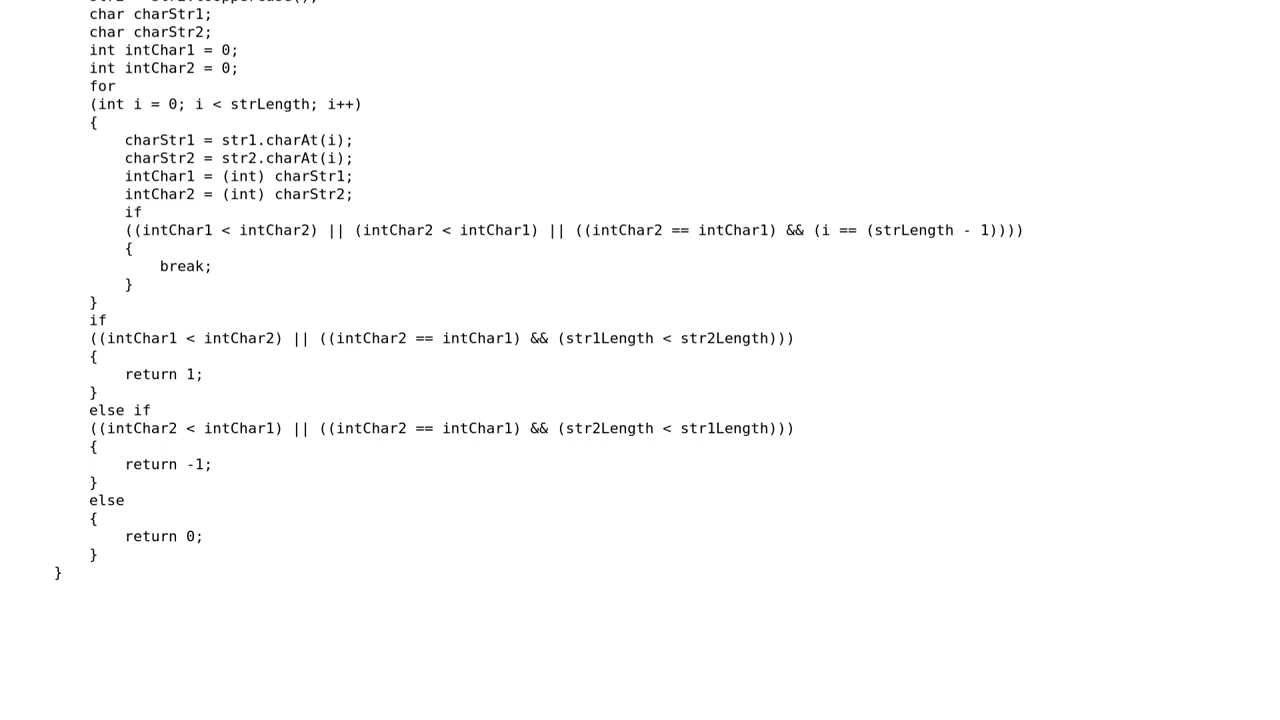 char charStr1;
char charStr2;
int intChar1 = 0;
int intChar2 = 0;
for
(int i = 0; i < strLength; i++)
{
charStr1 = str1.charAt(i);
charStr2 = str2.charAt(i);
intChar1 = (int) charStr1;
intChar2 = (int) charStr2;
if
((intChar1 < intChar2) || (intChar2 < intChar1) || ((intChar2 == intChar1) && (i == (strLength - 1))))
{
break;
}
}
if
((intChar1 < intChar2) || ((intChar2 == intChar1) && (str1Length < str2Length)))
{
return 1;
}
else if
((intChar2 < intChar1) || ((intChar2 == intChar1) && (str2Length < str1Length)))
{
return -1;
}
else
{
return 0;
}
}